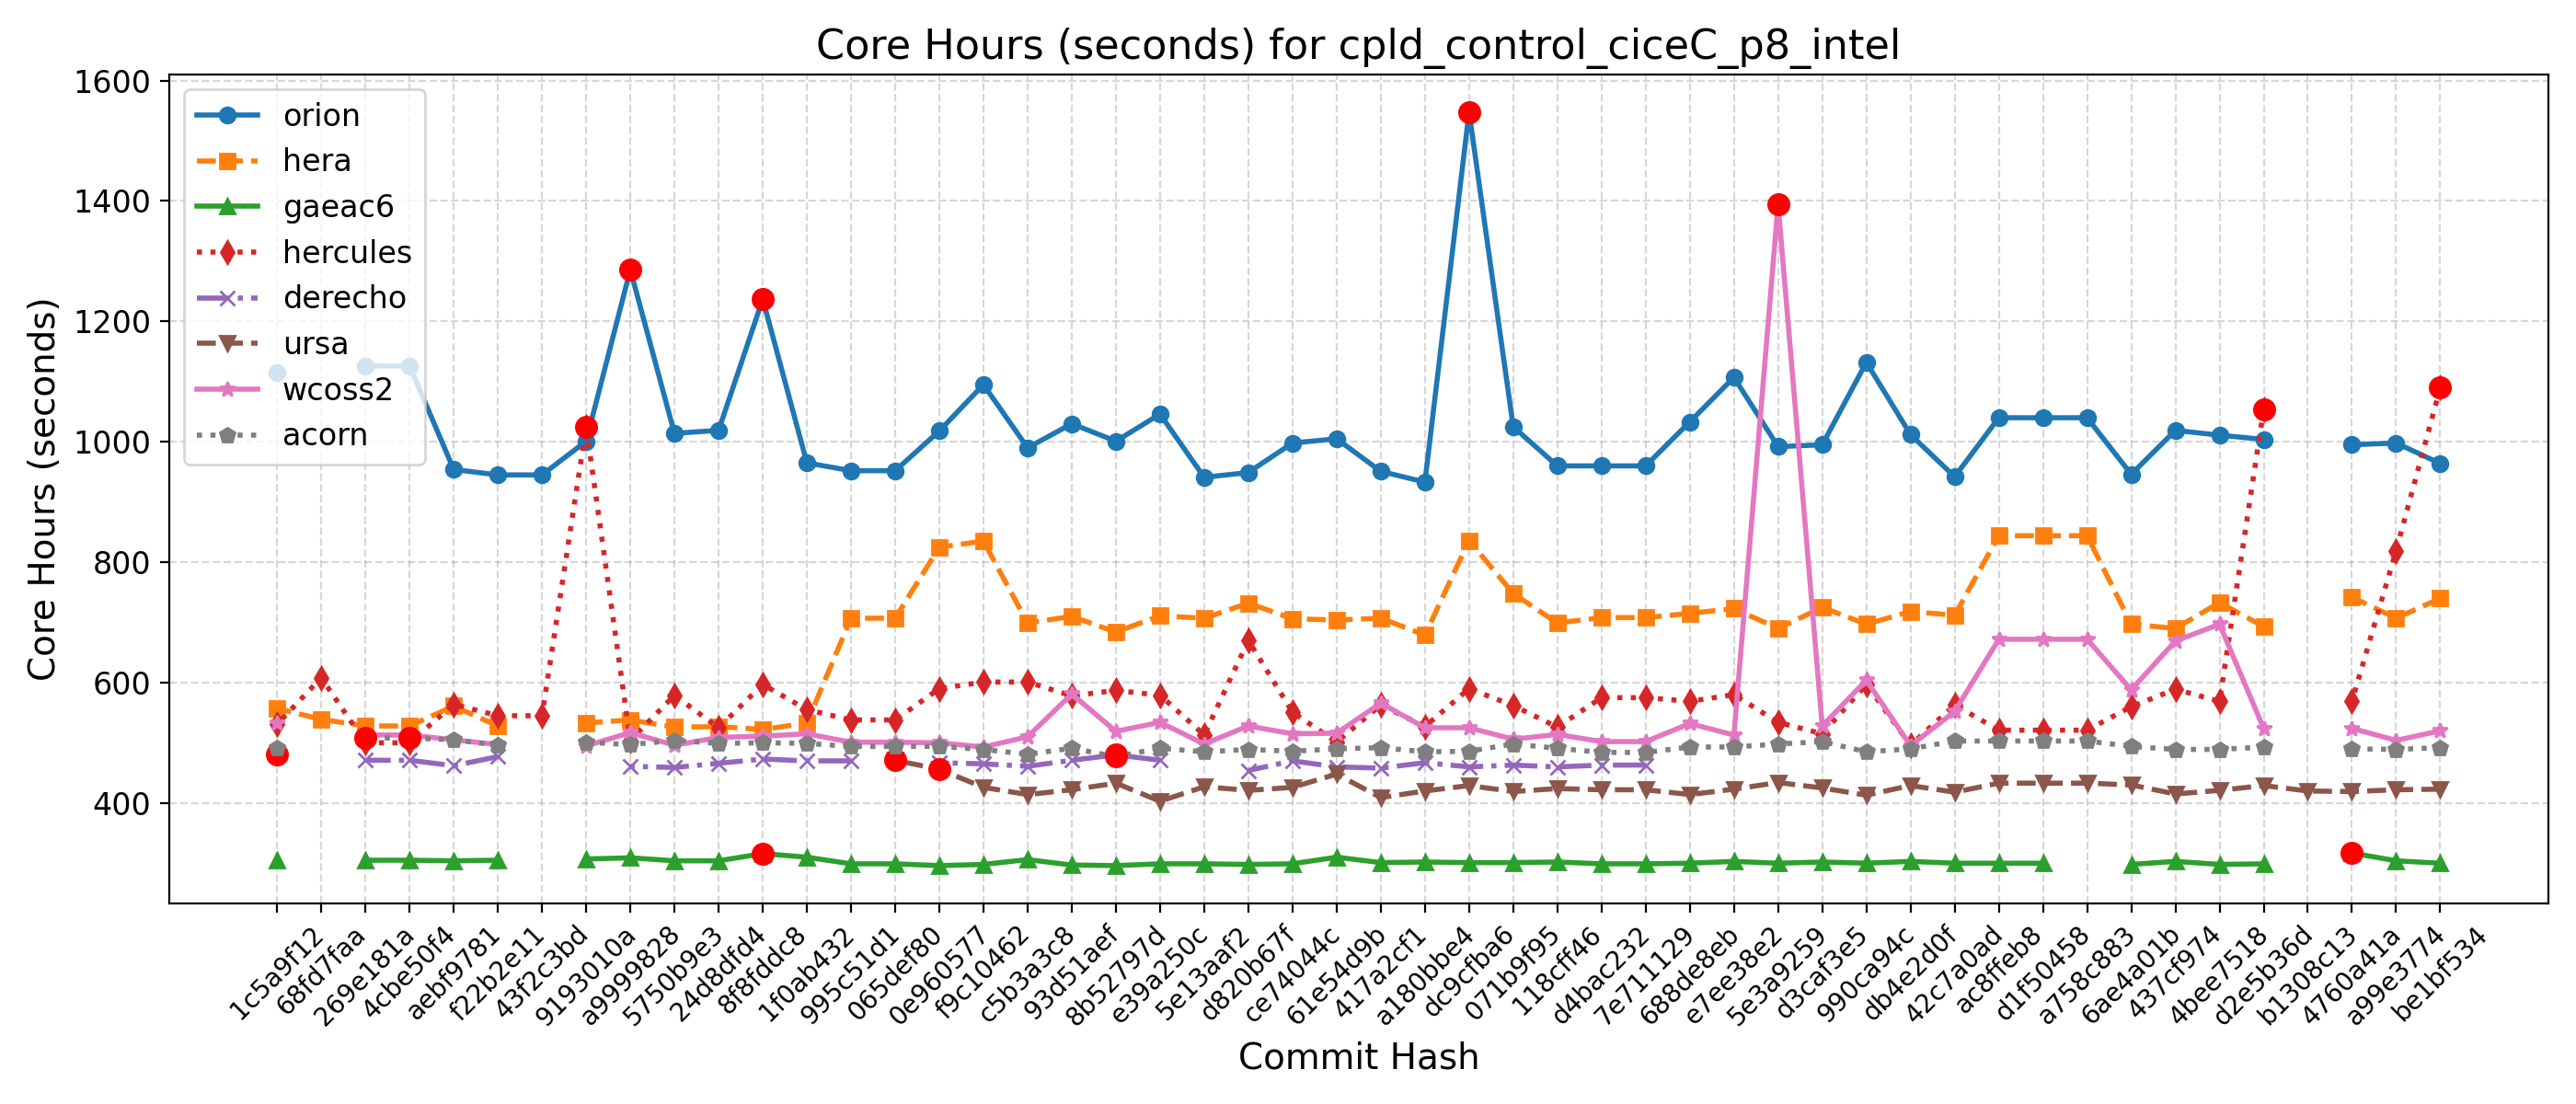 Core Hours (seconds) for cpld_control_ciceC_p8_intel
Core Hours (seconds)
1600
1400
1200
1000
800
600
400
orion
hera
gaeac6
hercules
derecho
ursa
wcoss2
acorn
1c5a9f12
68fd7faa
269e181a
4cbe50f4
aebf9781
f22b2e11
43f2c3bd
9193010a
a9999828
5750b9e3
24d8dfd4
8f8fddc8
1f0ab432
995c51d1
065def80
0e960577
f9c10462
c5b3a3c8
93d51aef
8b52797d
e39a250c
5e13aaf2
d820b67f
ce74044c
61e54d9b
417a2cf1
a180bbe4
dc9cfba6
071b9f95
118cff46
d4bac232
7e711129
688de8eb
e7ee38e2
5e3a9259
d3caf3e5
990ca94c
db4e2d0f
42c7a0ad
ac8ffeb8
d1f50458
a758c883
6ae4a01b
437cf974
4bee7518
d2e5b36d
b1308c13
4760a41a
a99e3774
be1bf534
Commit Hash